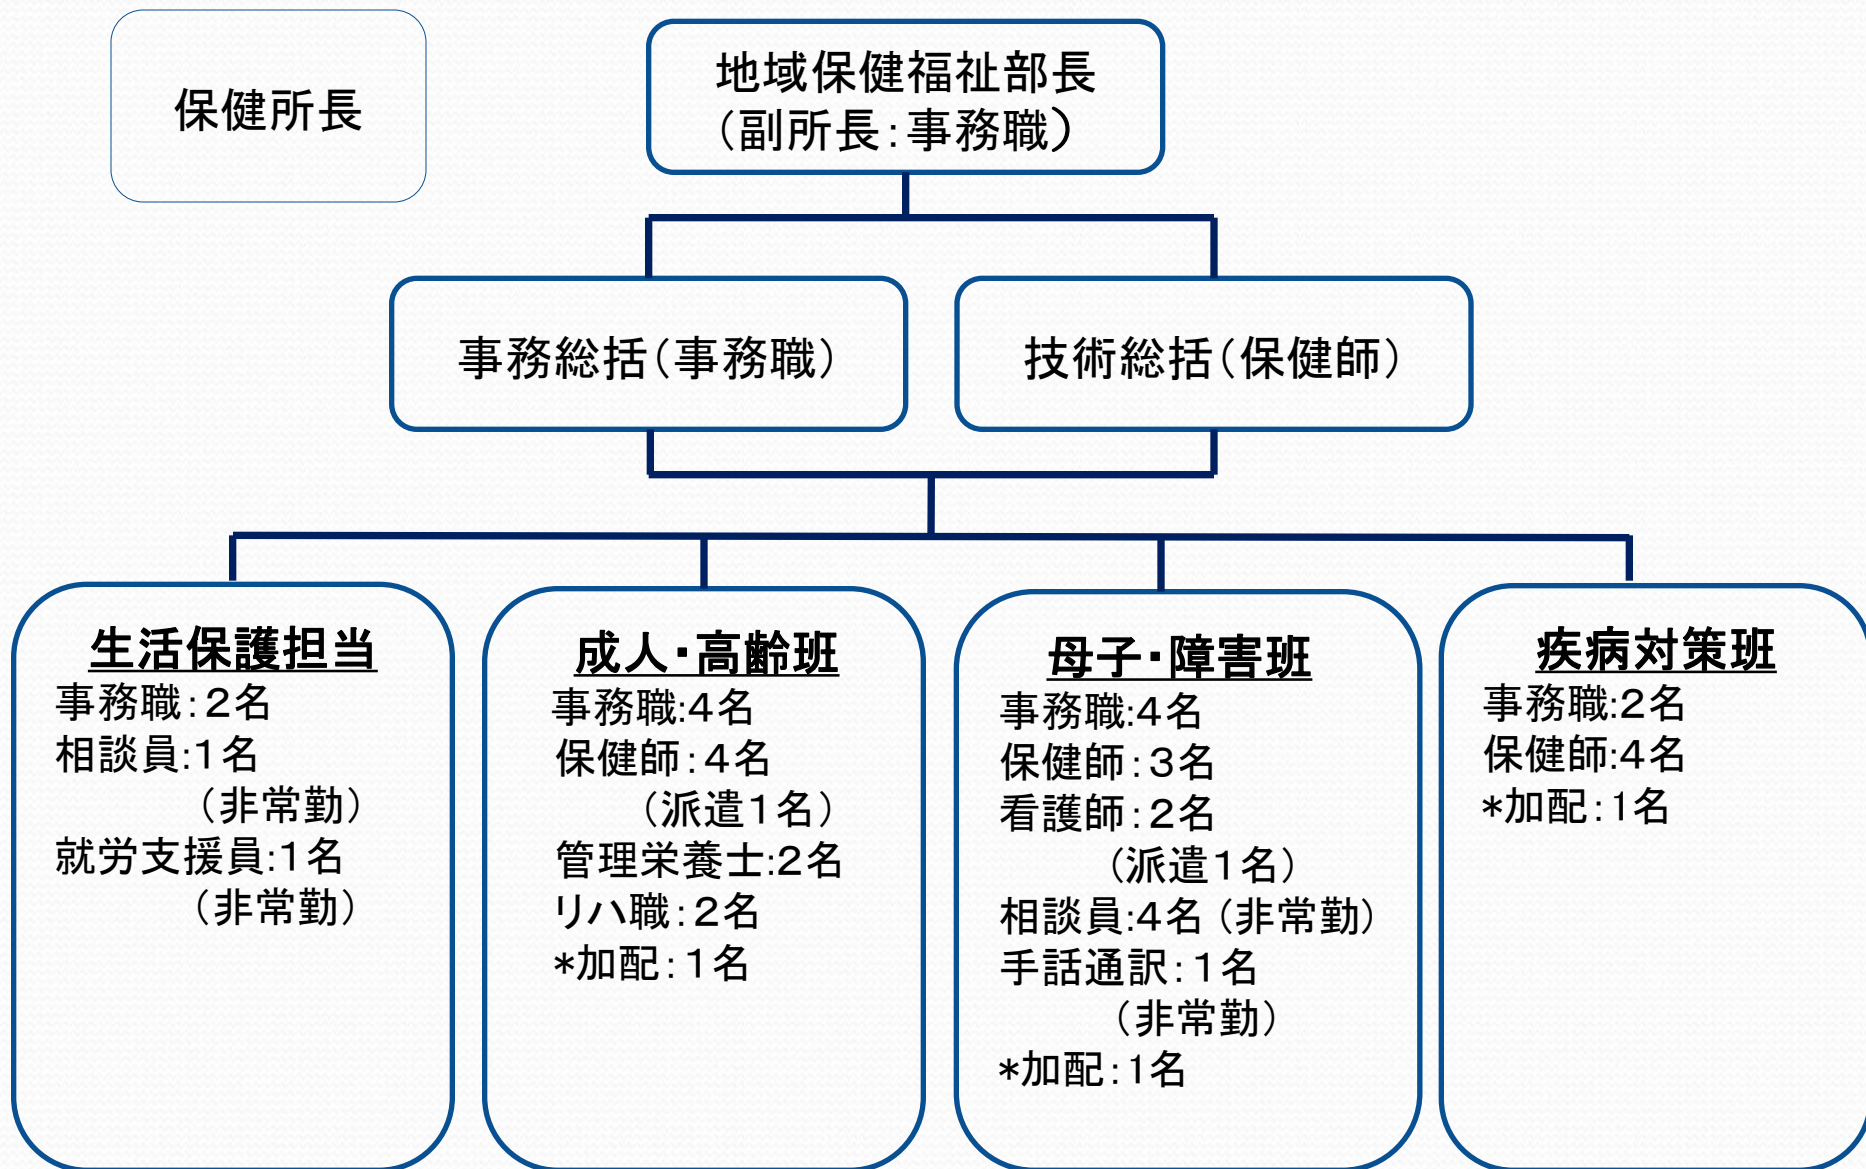 保健所長
地域保健福祉部長
(副所長:事務職)
事務総括(事務職)
技術総括(保健師)
生活保護担当
事務職:2名
相談員:1名
(非常勤)
就労支援員:1名
(非常勤)
成人・高齢班
事務職:4名
保健師:4名
(派遣1名)
管理栄養士:2名
リハ職:2名
*加配:1名
母子・障害班
事務職:4名
保健師:3名
看護師:2名
(派遣1名)
相談員:4名(非常勤)
手話通訳:1名
(非常勤)
*加配:1名
疾病対策班
事務職:2名
保健師:4名
*加配:1名